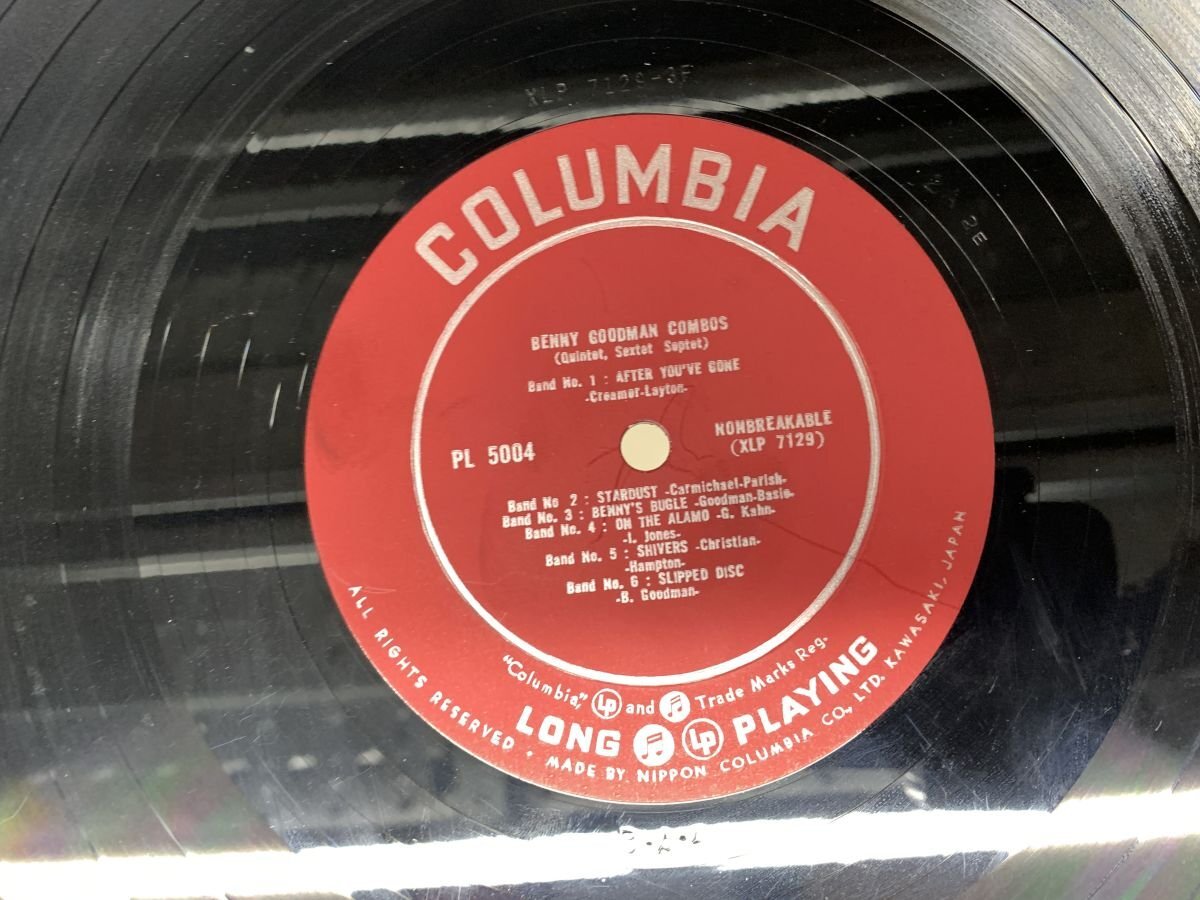 XLP 7129-3F
COLUMBIA
BENNY GOODMAN COMBOS
(Quintet, Sextet Septet)
Band No. 1 : AFTER YOU'VE GONE
-Creamer-Layton-
PL 5004
NONBREAKABLE
(XLP 7129)
Band No 2 : STARDUST -Carmichael-Parish-
Band No. 3 : BENNY'S BUGLE -Goodman-Basie-
Band No. 4 : ON THE ALAMO -G. Kahn-
-I. Jones-
Band No. 5 : SHIVERS -Christian-
-Hampton-
Band No. 6 : SLIPPED DISC
-B. Goodman-
"Columbia," LP and Trade Marks Reg.
LONG LP PLAYING
ALL RIGHTS RESERVED • MADE BY NIPPON COLUMBIA CO., LTD. KAWASAKI, JAPAN